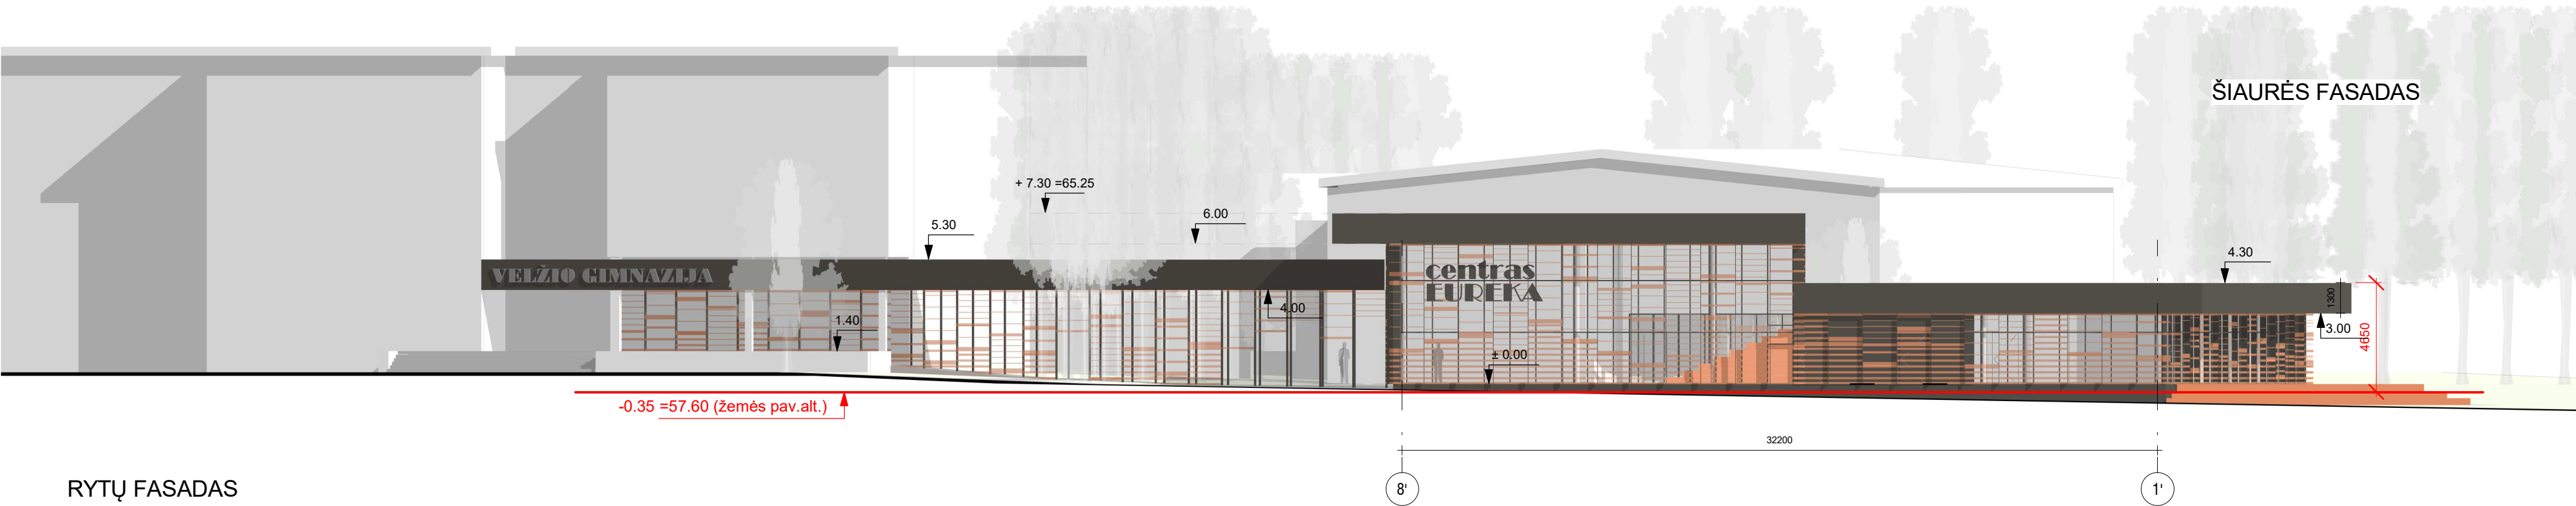 ŠIAURĖS FASADAS
+ 7.30 =65.25
6.00
5.30
4.30
VELŽIO GIMNAZIJA
centras
EUREKA
1300
4.00
1.40
3.00
4650
± 0.00
-0.35 =57.60 (žemės pav.alt.)
32200
RYTŲ FASADAS
8'
1'